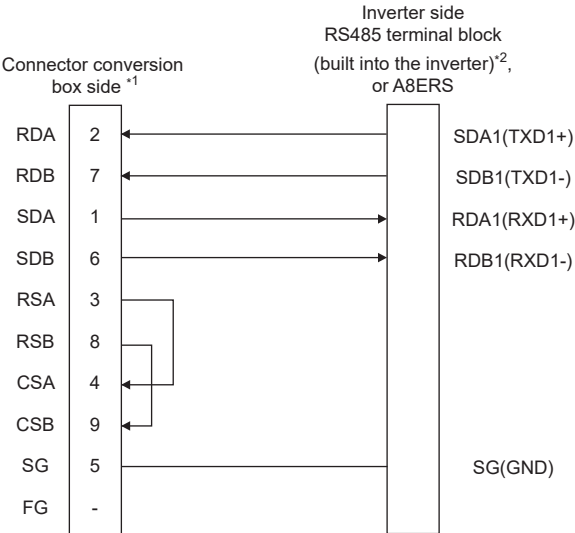 Inverter side
RS485 terminal block
(built into the inverter)*2,
or A8ERS
Connector conversion
box side *1
RDA 2 SDA1(TXD1+)
RDB 7 SDB1(TXD1-)
SDA 1 RDA1(RXD1+)
SDB 6 RDB1(RXD1-)
RSA 3
RSB 8
CSA 4
CSB 9
SG 5 SG(GND)
FG -